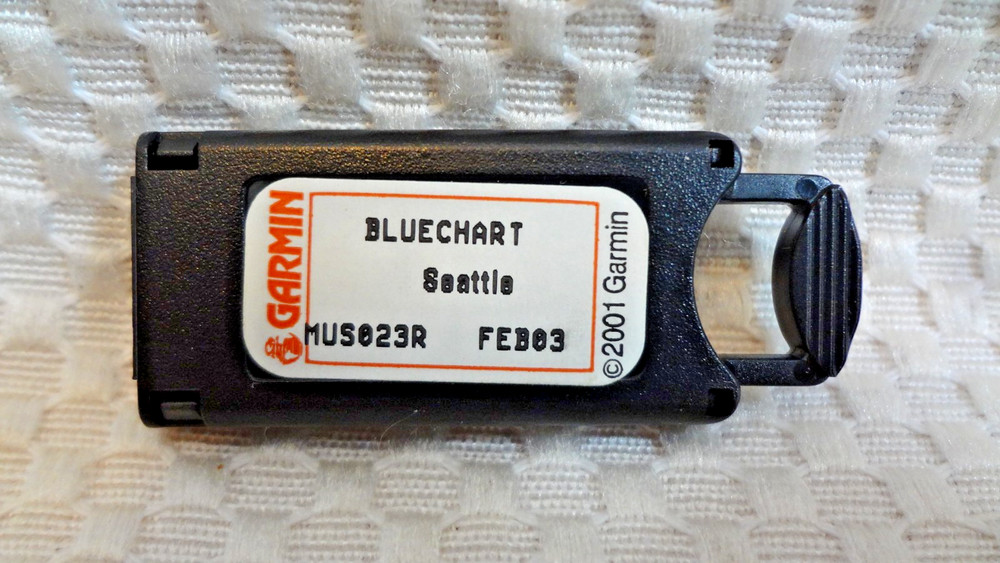 GARMIN
BLUECHART
Seattle
MUS023R FEB03
©2001 Garmin